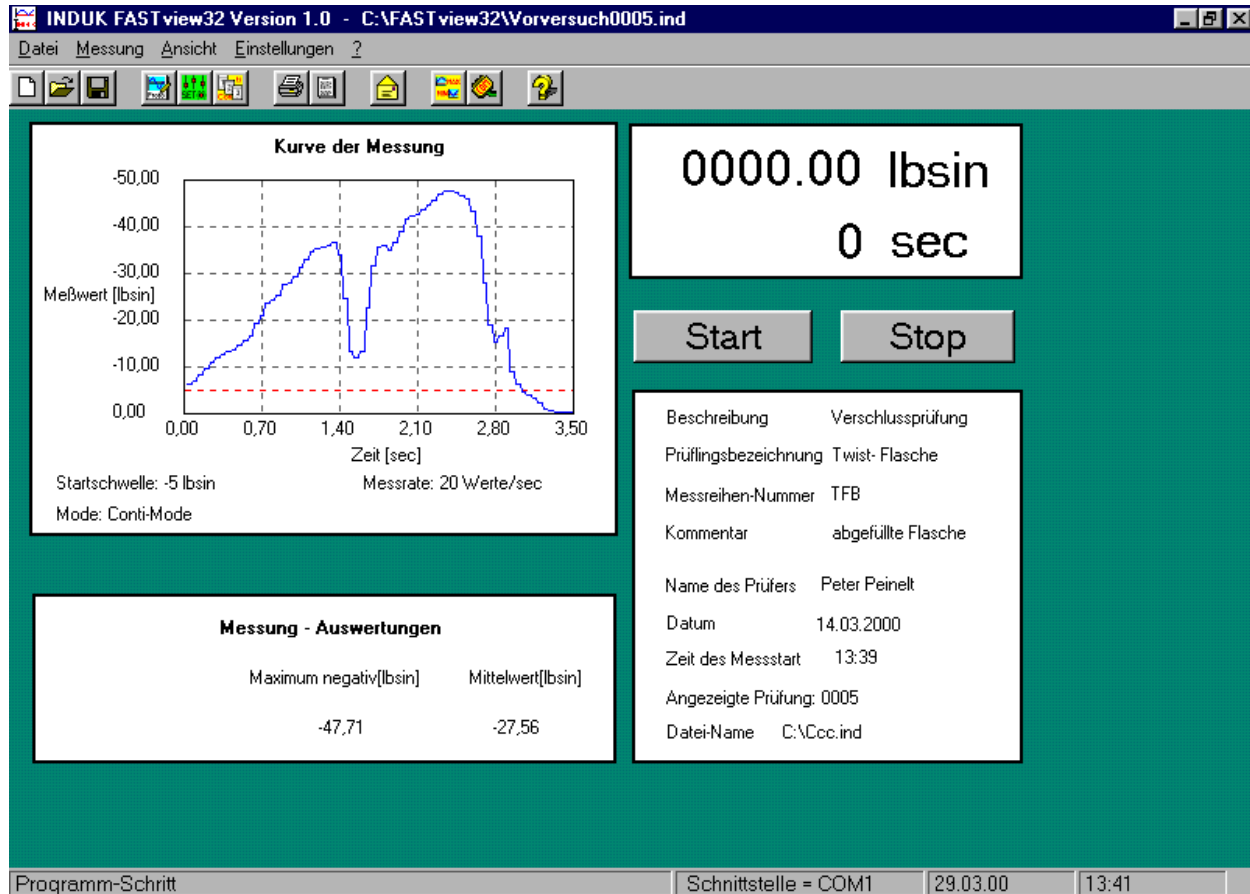 INDUK FASTview32 Version 1.0 - C:\FASTview32\Vorversuch0005.ind
Datei Messung Ansicht Einstellungen ?
Kurve der Messung
-50,00
-40,00
-30,00
Meßwert [lbsin]
-20,00
-10,00
0,00
0,00 0,70 1,40 2,10 2,80 3,50
Zeit [sec]
Startschwelle: -5 lbsin Messrate: 20 Werte/sec
Mode: Conti-Mode
0000.00 lbsin
0 sec
Start Stop
Beschreibung Verschlussprüfung
Prüflingsbezeichnung Twist- Flasche
Messreihen-Nummer TFB
Kommentar abgefüllte Flasche
Name des Prüfers Peter Peinelt
Datum 14.03.2000
Zeit des Messstart 13:39
Angezeigte Prüfung: 0005
Datei-Name C:\Ccc.ind
Messung - Auswertungen
Maximum negativ[lbsin] Mittelwert[lbsin]
-47,71 -27,56
Programm-Schritt Schnittstelle = COM1 29.03.00 13:41